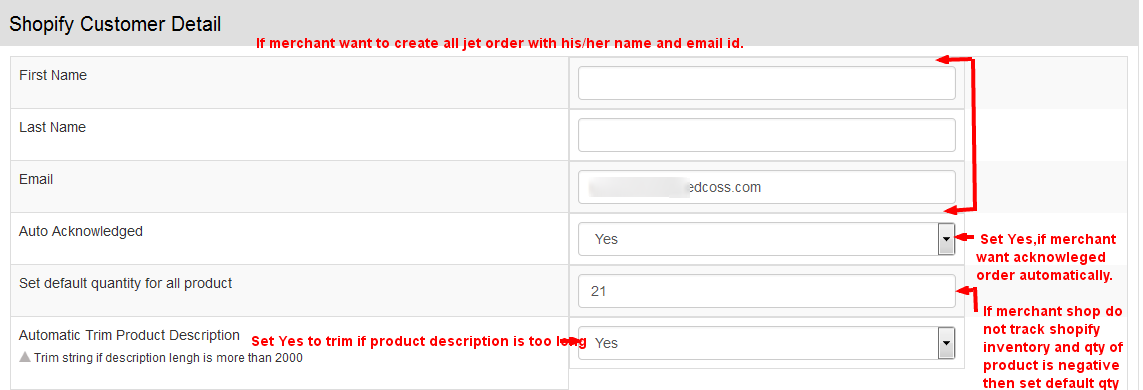 Shopify Customer Detail
If merchant want to create all jet order with his/her name and email id.
First Name
Last Name
Email
edcoss.com
Auto Acknowledged
Yes
Set Yes,if merchant
want acknowleged
order automatically.
Set default quantity for all product
21
If merchant shop do
not track shopify
inventory and qty of
product is negative
then set default qty
Automatic Trim Product Description
Set Yes to trim if product description is too long
Yes
Trim string if description lengh is more than 2000